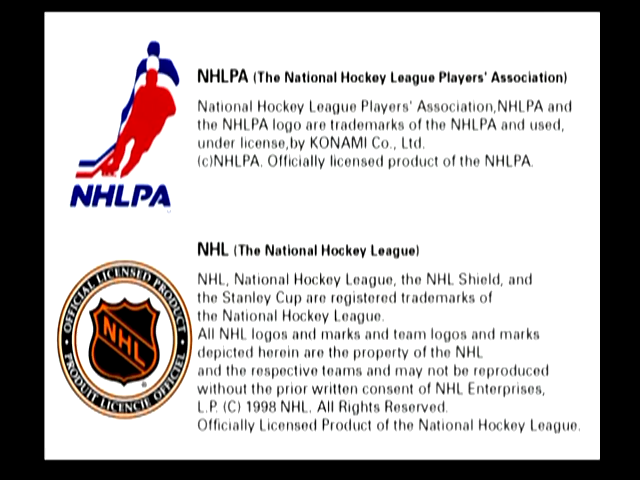 NHLPA (The National Hockey League Players' Association)
National Hockey League Players' Association,NHLPA and
the NHLPA logo are trademarks of the NHLPA and used,
under license,by KONAMI Co., Ltd.
(c)NHLPA. Officially licensed product of the NHLPA.
NHLPA
NHL (The National Hockey League)
NHL, National Hockey League, the NHL Shield, and
the Stanley Cup are registered trademarks of
the National Hockey League.
All NHL logos and marks and team logos and marks
depicted herein are the property of the NHL
and the respective teams and may not be reproduced
without the prior written consent of NHL Enterprises,
L.P. (C) 1998 NHL. All Rights Reserved.
Officially Licensed Product of the National Hockey League.
OFFICIAL LICENSED PRODUCT
NHL
®
PRODUIT LICENCIÉ OFFICIEL